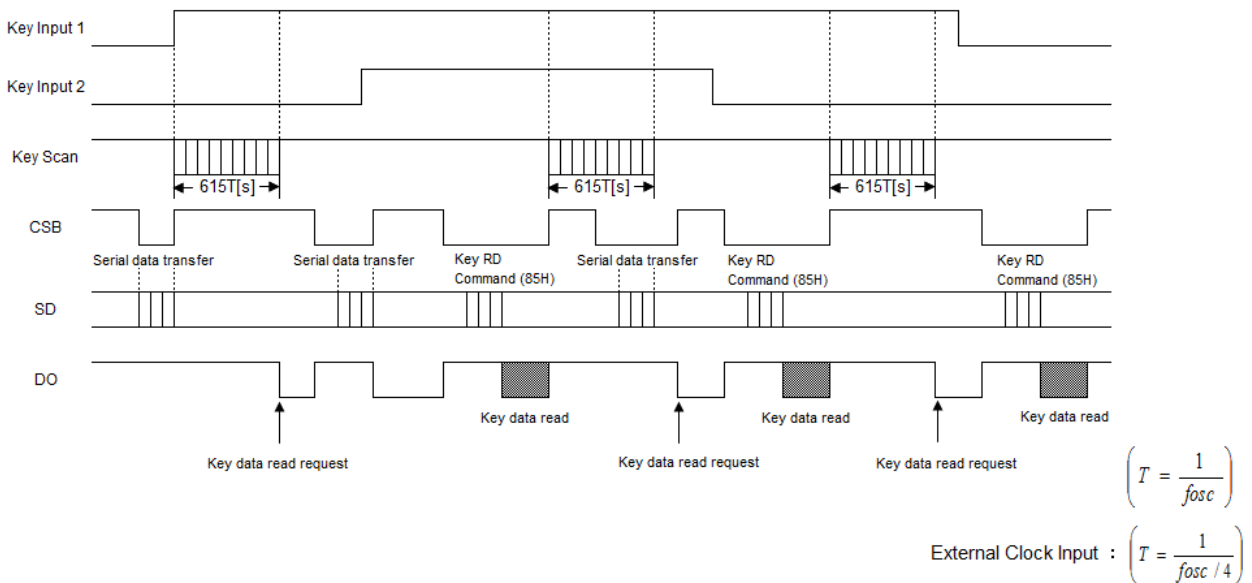 Key Input 1
Key Input 2
Key Scan
615T[s] 615T[s] 615T[s]
CSB
Serial data transfer Serial data transfer Key RD Command (85H) Serial data transfer Key RD Command (85H) Key RD Command (85H)
SD
DO
Key data read Key data read Key data read
Key data read request Key data read request Key data read request
( T = 1 / fosc )
External Clock Input : ( T = 1 / fosc / 4 )